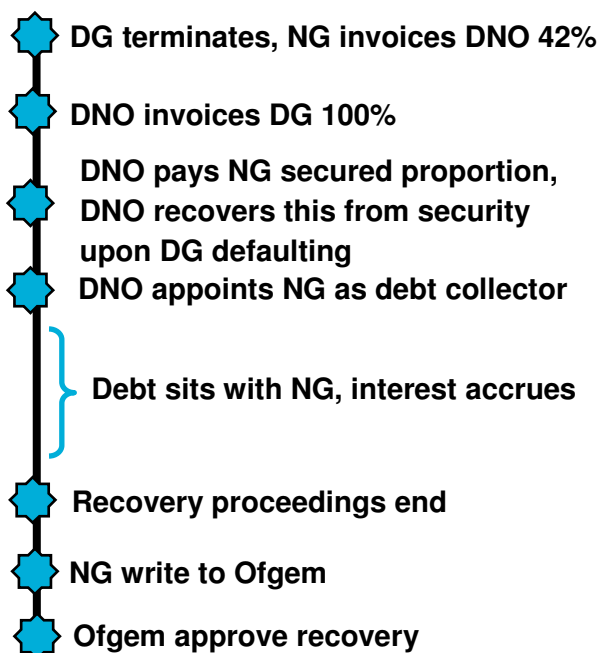 DG terminates, NG invoices DNO 42%
DNO invoices DG 100%
DNO pays NG secured proportion,
DNO recovers this from security
upon DG defaulting
DNO appoints NG as debt collector
Debt sits with NG, interest accrues
Recovery proceedings end
NG write to Ofgem
Ofgem approve recovery